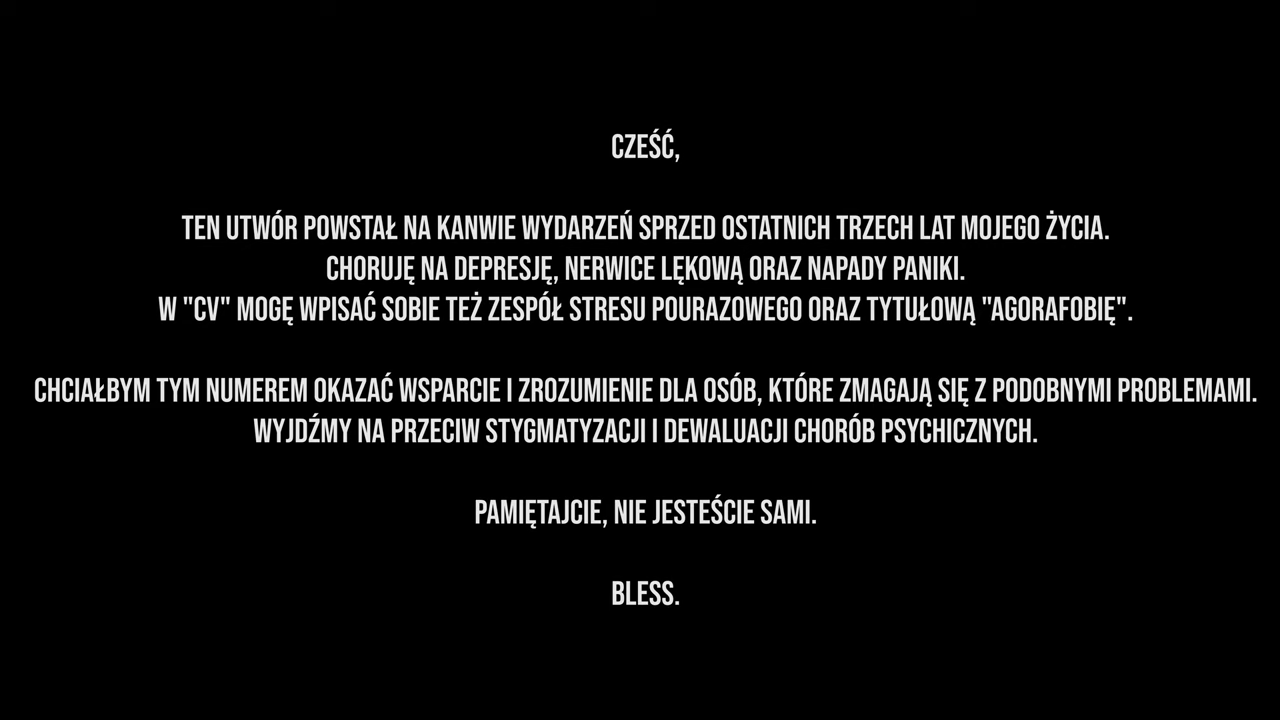 CZEŚĆ,
TEN UTWÓR POWSTAŁ NA KANWIE WYDARZEŃ SPRZED OSTATNICH TRZECH LAT MOJEGO ŻYCIA.
CHORUJĘ NA DEPRESJĘ, NERWICE LĘKOWĄ ORAZ NAPADY PANIKI.
W "CV" MOGĘ WPISAĆ SOBIE TEŻ ZESPÓŁ STRESU POURAZOWEGO ORAZ TYTUŁOWĄ "AGORAFOBIĘ".
CHCIAŁBYM TYM NUMEREM OKAZAĆ WSPARCIE I ZROZUMIENIE DLA OSÓB, KTÓRE ZMAGAJĄ SIĘ Z PODOBNYMI PROBLEMAMI.
WYJDŹMY NA PRZECIW STYGMATYZACJI I DEWALUACJI CHORÓB PSYCHICZNYCH.
PAMIĘTAJCIE, NIE JESTEŚCIE SAMI.
BLESS.